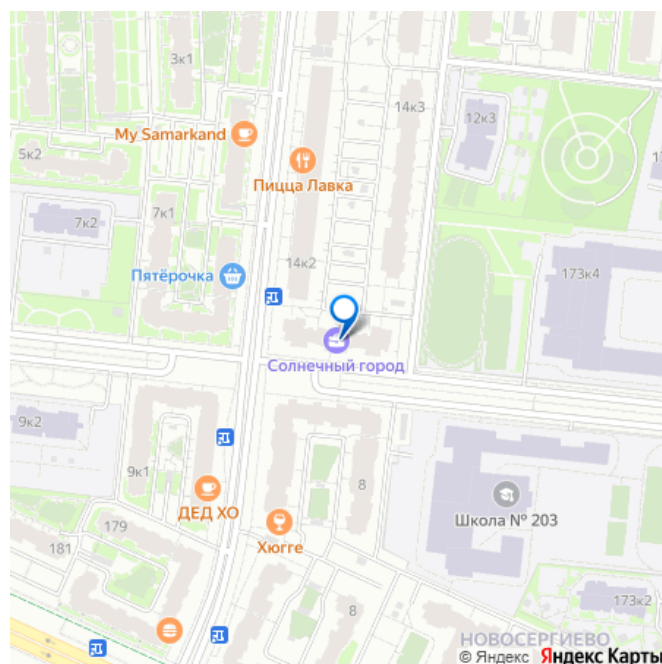 3к1
14к3
12к3
My Samarkand
5к2
Пицца Лавка
7к1
7к2
173к4
14к2
Пятёрочка
Солнечный город
9к2
9к1
8
ДЕД ХО
Школа № 203
179
Хюгге
181
173к2
8
НОВОСЕРГИЕВО
© Яндекс Яндекс Карты